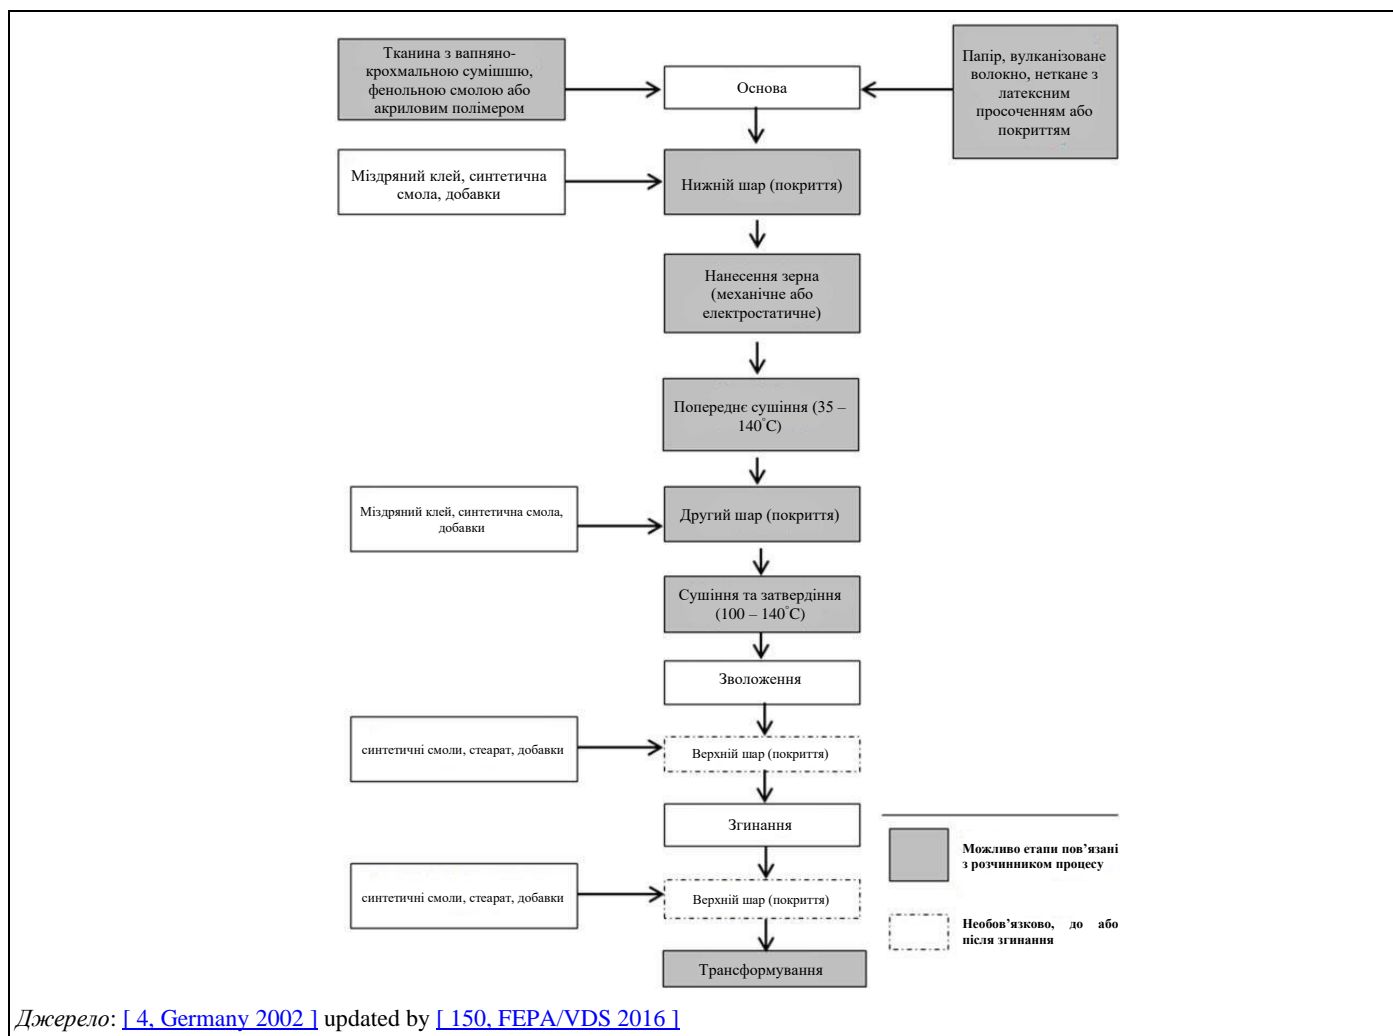 Тканина з вапняно-
крохмальною сумішшю,
фенольною смолою або
акриловим полімером
Основа
Папір, вулканізоване
волокно, неткане з
латексним
просоченням або
покриттям
Міздряний клей, синтетична
смола, добавки
Нижній шар (покриття)
Нанесення зерна
(механічне або
електростатичне)
Попереднє сушіння (35 –
140°С)
Міздряний клей, синтетична смола,
добавки
Другий шар (покриття)
Сушіння та затвердіння
(100 – 140°С)
Зволоження
синтетичні смоли, стеарат, добавки
Верхній шар (покриття)
Згинання
синтетичні смоли, стеарат, добавки
Верхній шар (покриття)
Трансформування
Можливо етапи пов’язані
з розчинником процесу
Необов’язково, до або
після згинання
Джерело: [ 4, Germany 2002 ] updated by [ 150, FEPA/VDS 2016 ]